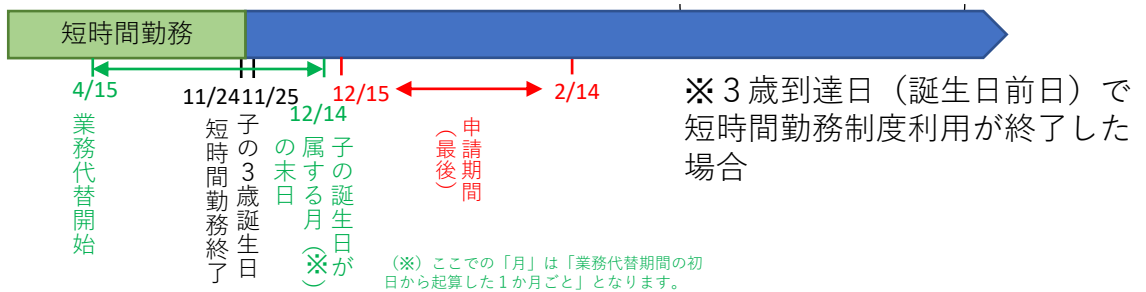 短時間勤務
4/15
11/24
11/25
12/14
12/15
2/14
業務代替開始
短時間勤務終了
子の３歳誕生日
子の誕生日が
属する月（※）
の末日
申請期間
（最後）
※３歳到達日（誕生日前日）で
短時間勤務制度利用が終了した
場合
（※）ここでの「月」は「業務代替期間の初
日から起算した１か月ごと」となります。